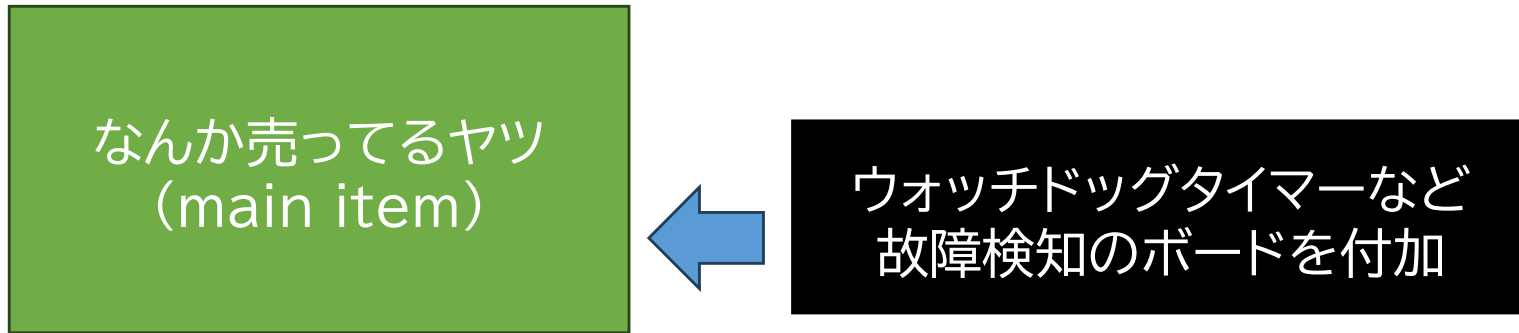 なんか売ってるヤツ
（main item）
ウォッチドッグタイマーなど
故障検知のボードを付加